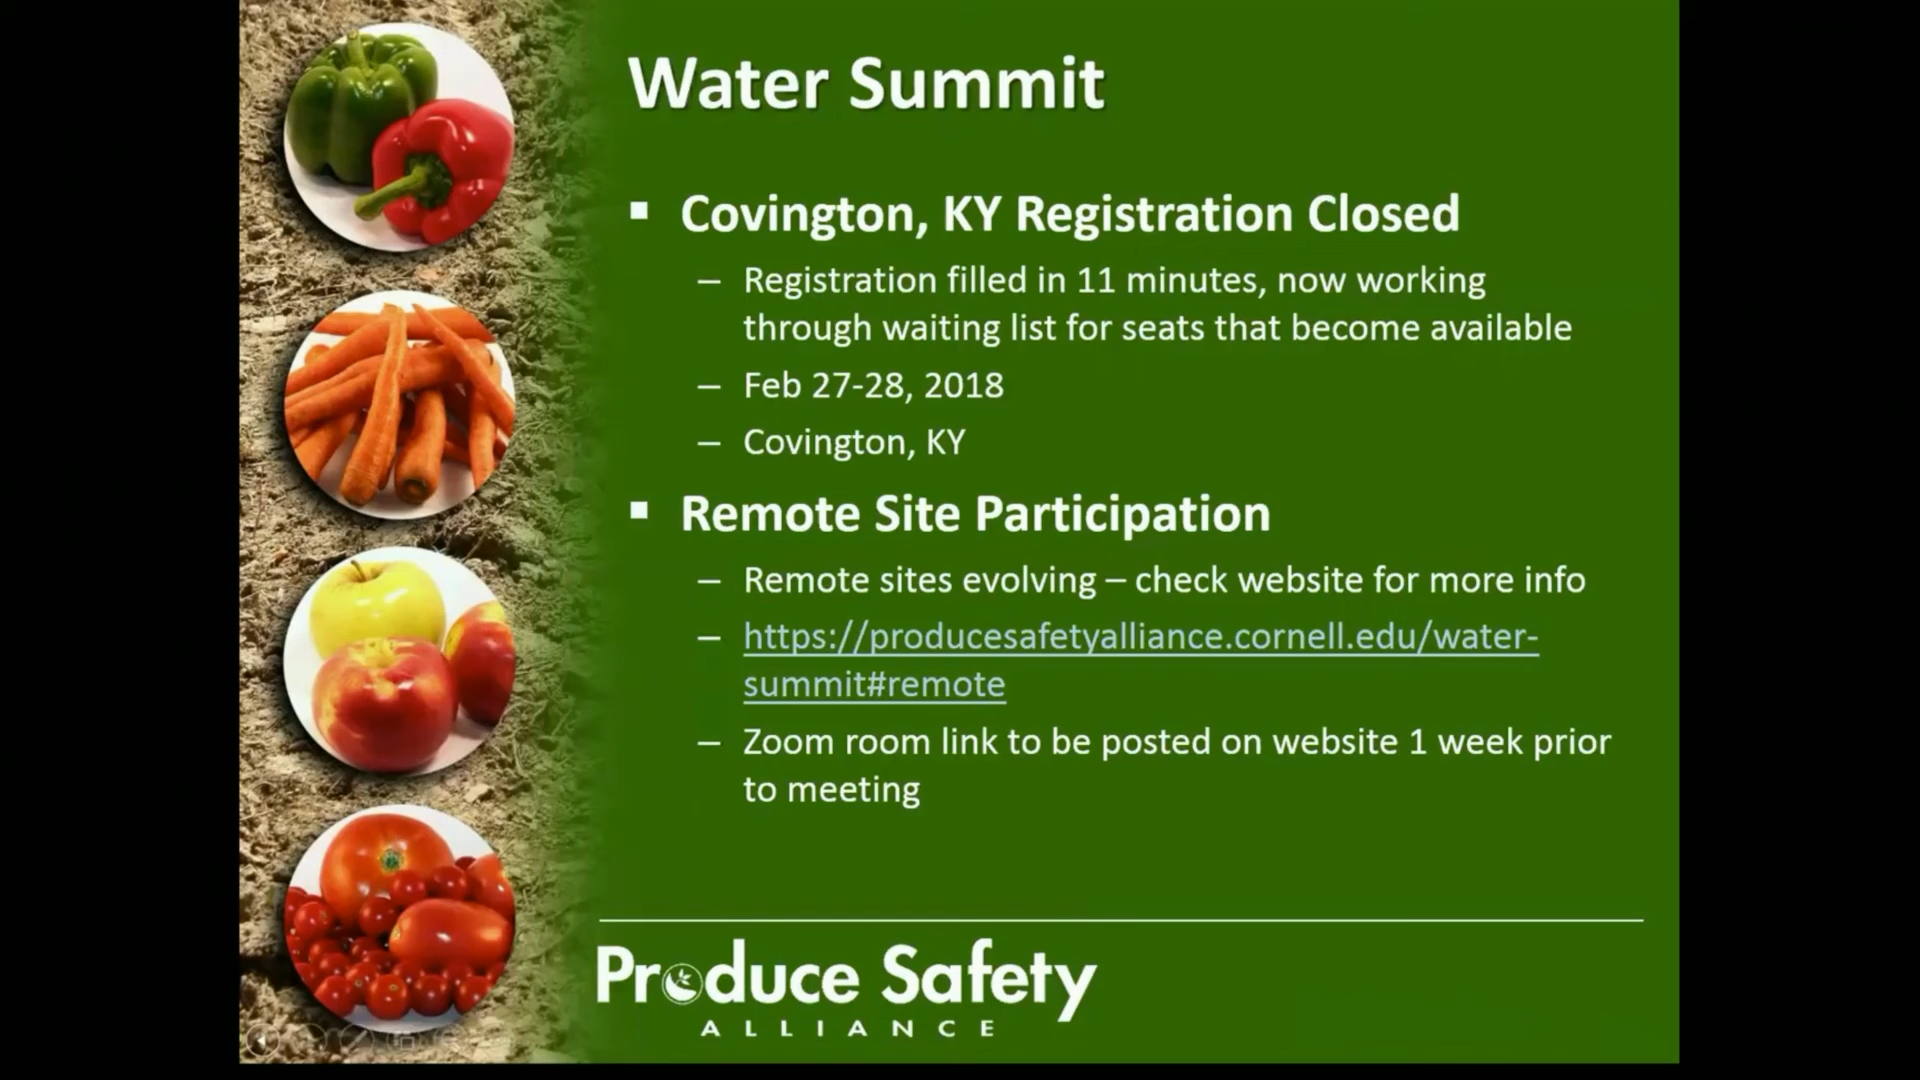 Water Summit
▪ Covington, KY Registration Closed
– Registration filled in 11 minutes, now working
through waiting list for seats that become available
– Feb 27-28, 2018
– Covington, KY
▪ Remote Site Participation
– Remote sites evolving – check website for more info
– https://producesafetyalliance.cornell.edu/water-
summit#remote
– Zoom room link to be posted on website 1 week prior
to meeting
Produce Safety
ALLIANCE